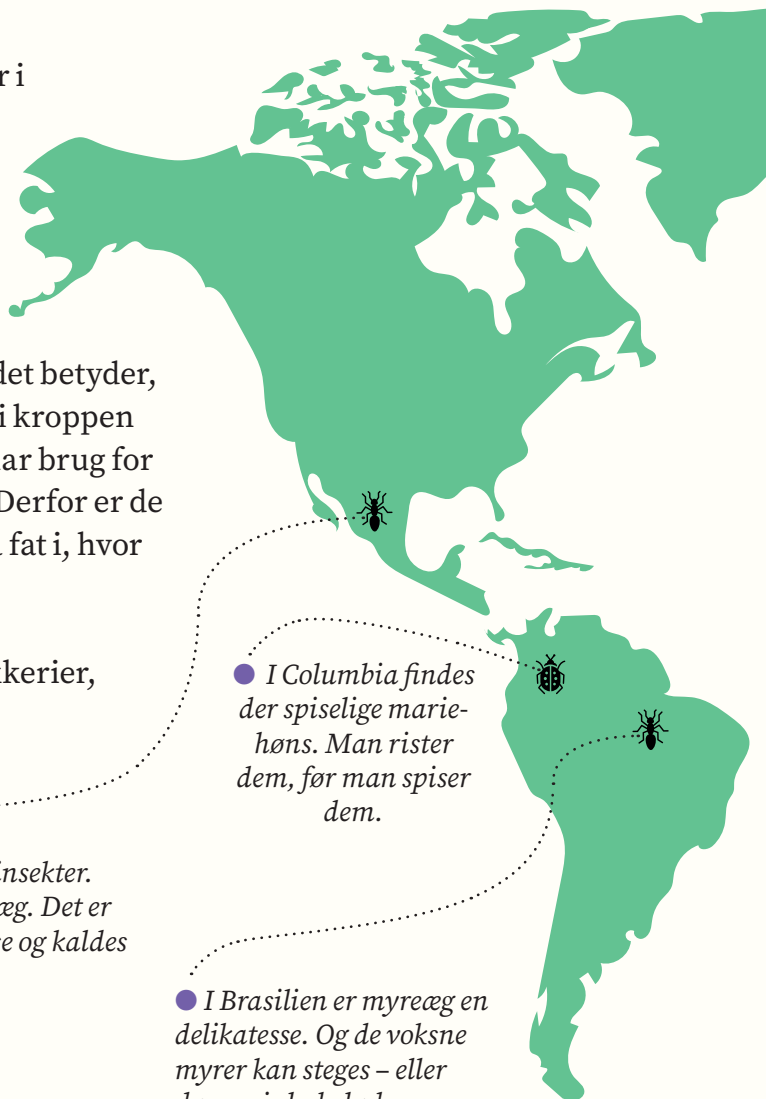 r i
det betyder,
i kroppen
ar brug for
Derfor er de
fat i, hvor
kerier,
I Columbia findes
der spiselige marie-
høns. Man rister
dem, før man spiser
dem.
insekter.
æg. Det er
e og kaldes
I Brasilien er myreæg en
delikatesse. Og de voksne
myrer kan steges – eller